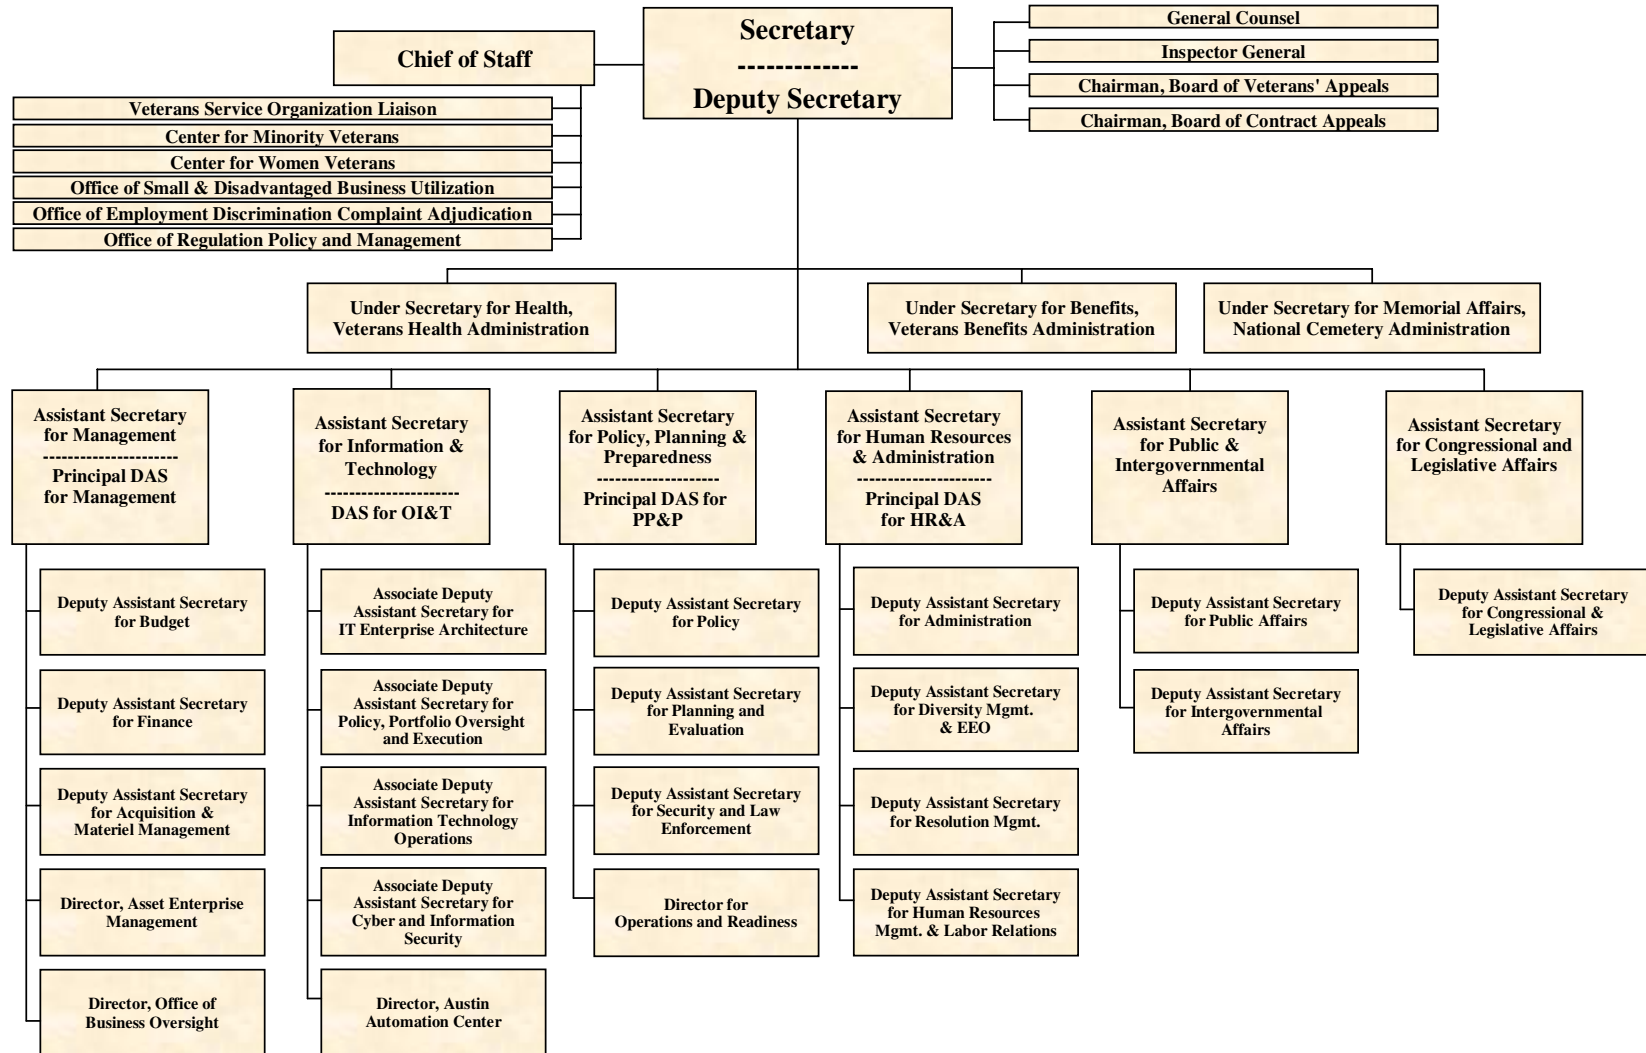 Secretary
-------------
Deputy Secretary
Chief of Staff
Veterans Service Organization Liaison
Center for Minority Veterans
Center for Women Veterans
Office of Small & Disadvantaged Business Utilization
Office of Employment Discrimination Complaint Adjudication
Office of Regulation Policy and Management
General Counsel
Inspector General
Chairman, Board of Veterans' Appeals
Chairman, Board of Contract Appeals
Under Secretary for Health,
Veterans Health Administration
Under Secretary for Benefits,
Veterans Benefits Administration
Under Secretary for Memorial Affairs,
National Cemetery Administration
Assistant Secretary
for Management
----------------------
Principal DAS
for Management
Deputy Assistant Secretary
for Budget
Deputy Assistant Secretary
for Finance
Deputy Assistant Secretary
for Acquisition &
Materiel Management
Director, Asset Enterprise
Management
Director, Office of
Business Oversight
Assistant Secretary
for Information &
Technology
----------------------
DAS for OI&T
Associate Deputy
Assistant Secretary for
IT Enterprise Architecture
Associate Deputy
Assistant Secretary for
Policy, Portfolio Oversight
and Execution
Associate Deputy
Assistant Secretary for
Information Technology
Operations
Associate Deputy
Assistant Secretary for
Cyber and Information
Security
Director, Austin
Automation Center
Assistant Secretary
for Policy, Planning &
Preparedness
--------------------
Principal DAS for
PP&P
Deputy Assistant Secretary
for Policy
Deputy Assistant Secretary
for Planning and
Evaluation
Deputy Assistant Secretary
for Security and Law
Enforcement
Director for
Operations and Readiness
Assistant Secretary
for Human Resources
& Administration
----------------------
Principal DAS
for HR&A
Deputy Assistant Secretary
for Administration
Deputy Assistant Secretary
for Diversity Mgmt.
& EEO
Deputy Assistant Secretary
for Resolution Mgmt.
Deputy Assistant Secretary
for Human Resources
Mgmt. & Labor Relations
Assistant Secretary
for Public &
Intergovernmental
Affairs
Deputy Assistant Secretary
for Public Affairs
Deputy Assistant Secretary
for Intergovernmental
Affairs
Assistant Secretary
for Congressional and
Legislative Affairs
Deputy Assistant Secretary
for Congressional &
Legislative Affairs